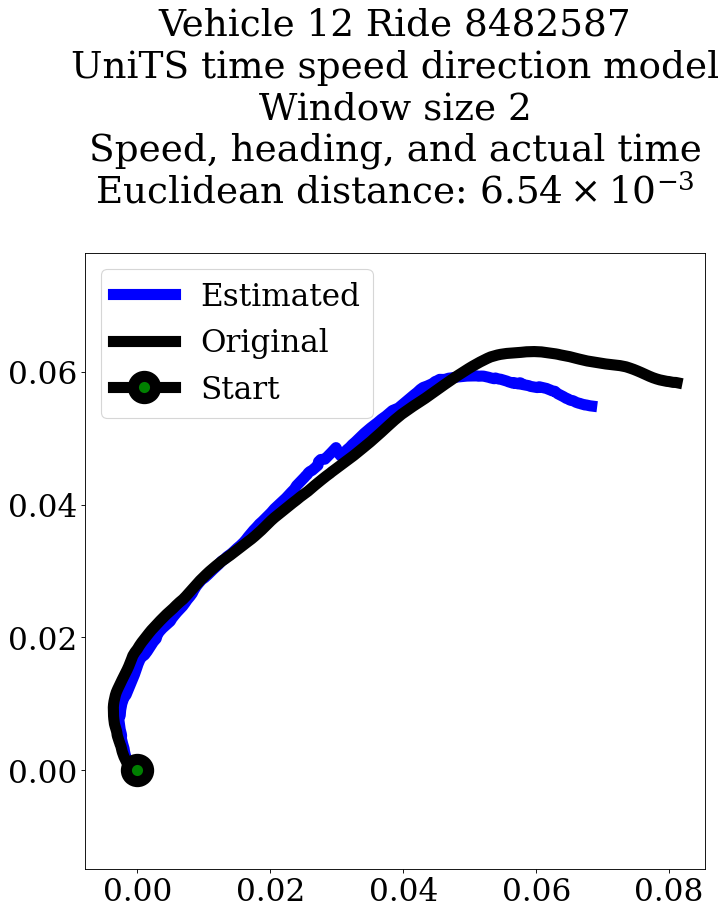 Vehicle 12 Ride 8482587
UniTS time speed direction model
Window size 2
Speed, heading, and actual time
Euclidean distance: 6.54 × 10⁻³
Estimated
Original
Start
0.06
0.04
0.02
0.00
0.00 0.02 0.04 0.06 0.08